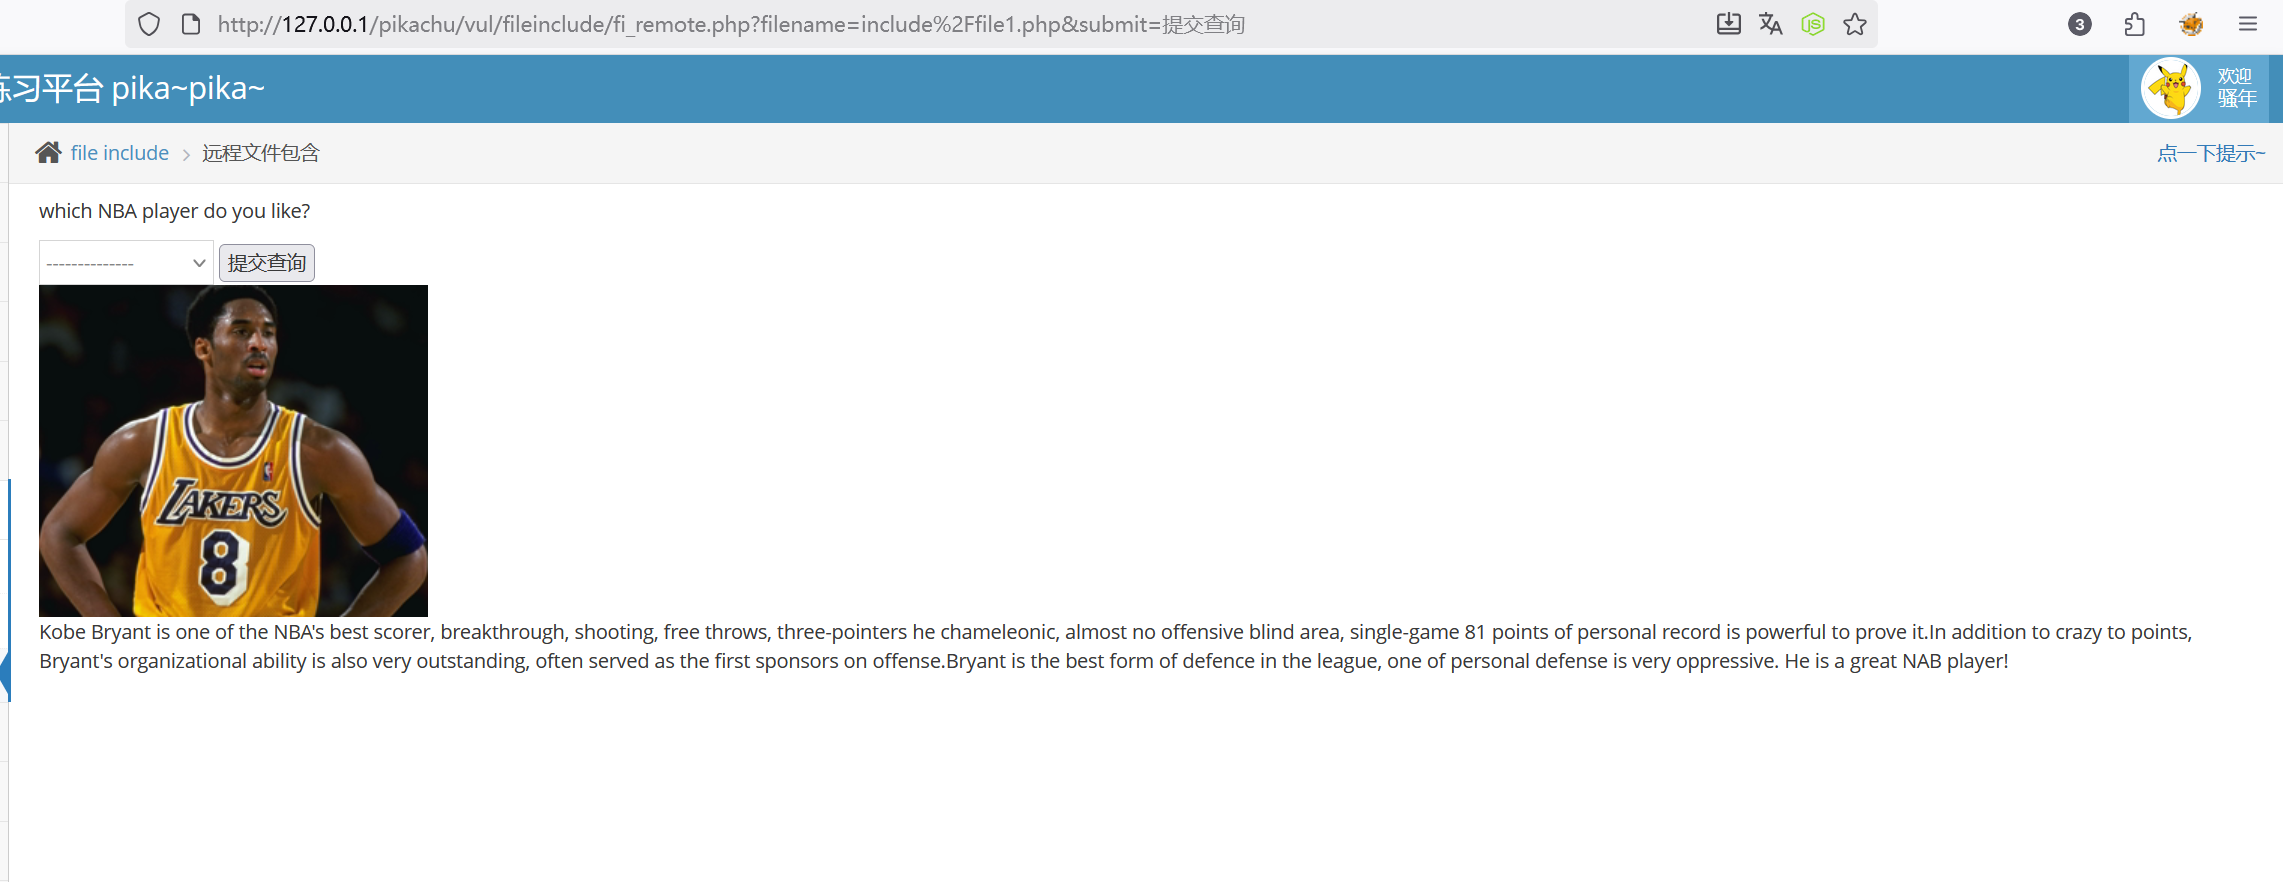 http://127.0.0.1/pikachu/vul/fileinclude/fi_remote.php?filename=include%2Ffile1.php&submit=提交查询
3
练习平台 pika~pika~
欢迎
骚年
file include > 远程文件包含
点一下提示~
which NBA player do you like?
--------------
提交查询
LAKERS
8
Kobe Bryant is one of the NBA's best scorer, breakthrough, shooting, free throws, three-pointers he chameleonic, almost no offensive blind area, single-game 81 points of personal record is powerful to prove it.In addition to crazy to points,
Bryant's organizational ability is also very outstanding, often served as the first sponsors on offense.Bryant is the best form of defence in the league, one of personal defense is very oppressive. He is a great NAB player!